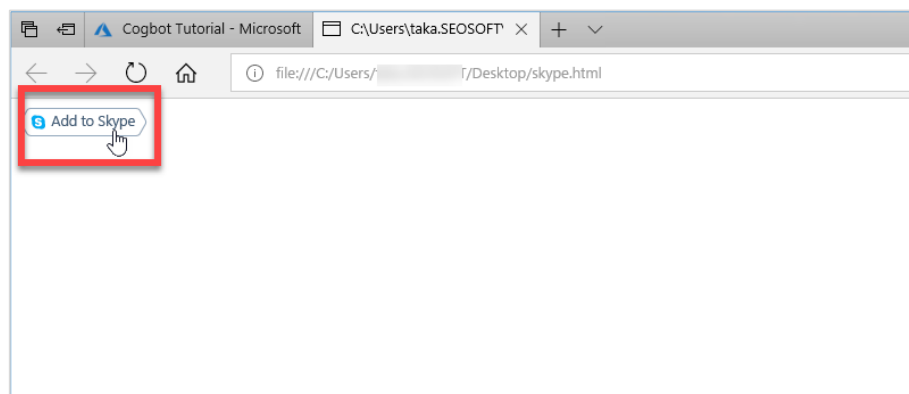 Cogbot Tutorial - Microsoft C:\Users\taka.SEOSOFT
file:///C:/Users/ T/Desktop/skype.html
Add to Skype